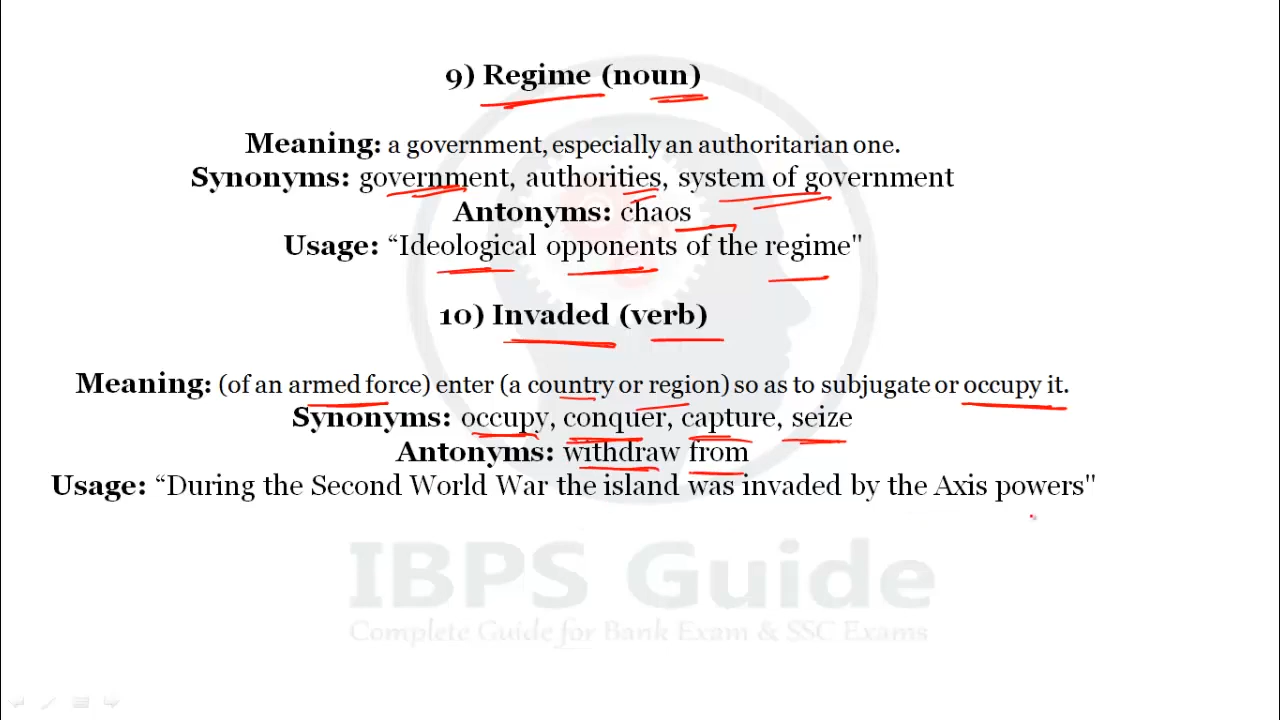 9) Regime (noun)
Meaning: a government, especially an authoritarian one.
Synonyms: government, authorities, system of government
Antonyms: chaos
Usage: “Ideological opponents of the regime"
10) Invaded (verb)
Meaning: (of an armed force) enter (a country or region) so as to subjugate or occupy it.
Synonyms: occupy, conquer, capture, seize
Antonyms: withdraw from
Usage: “During the Second World War the island was invaded by the Axis powers"
IBPS Guide
Complete Guide for Bank Exam & SSC Exams